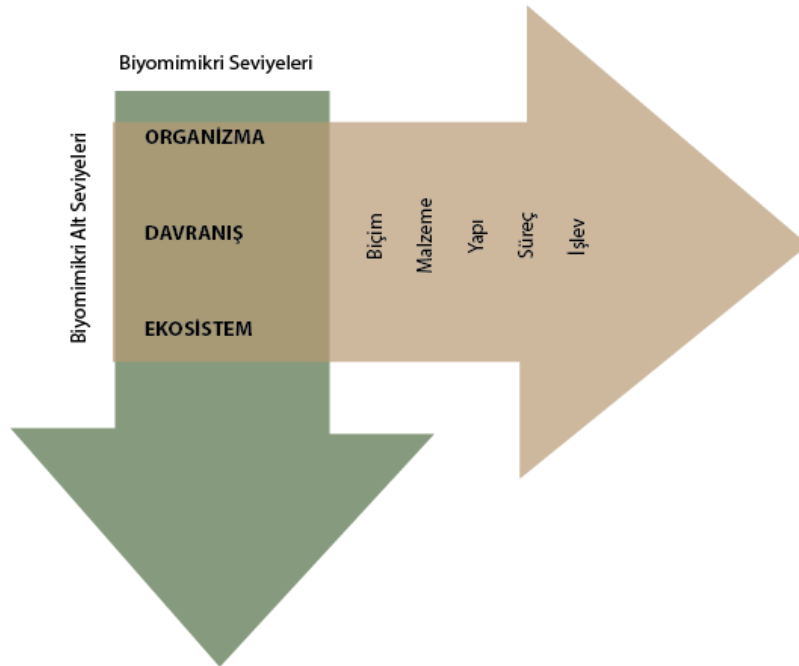 Biyomimikri Seviyeleri
Biyomimikri Alt Seviyeleri
ORGANİZMA
DAVRANIŞ
EKOSİSTEM
Biçim
Malzeme
Yapı
Süreç
İşlev